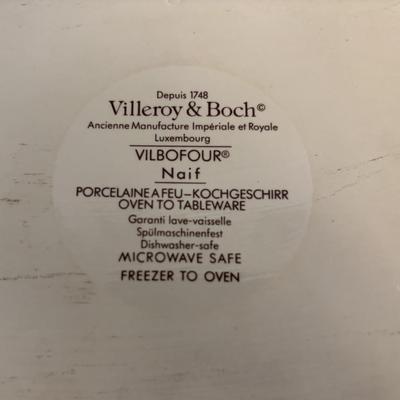 Depuis 1748
Villeroy & Boch©
Ancienne Manufacture Impériale et Royale
Luxembourg
VILBOFOUR®
Naif
PORCELAINE A FEU–KOCHGESCHIRR
OVEN TO TABLEWARE
Garanti lave-vaisselle
Spülmaschinenfest
Dishwasher-safe
MICROWAVE SAFE
FREEZER TO OVEN